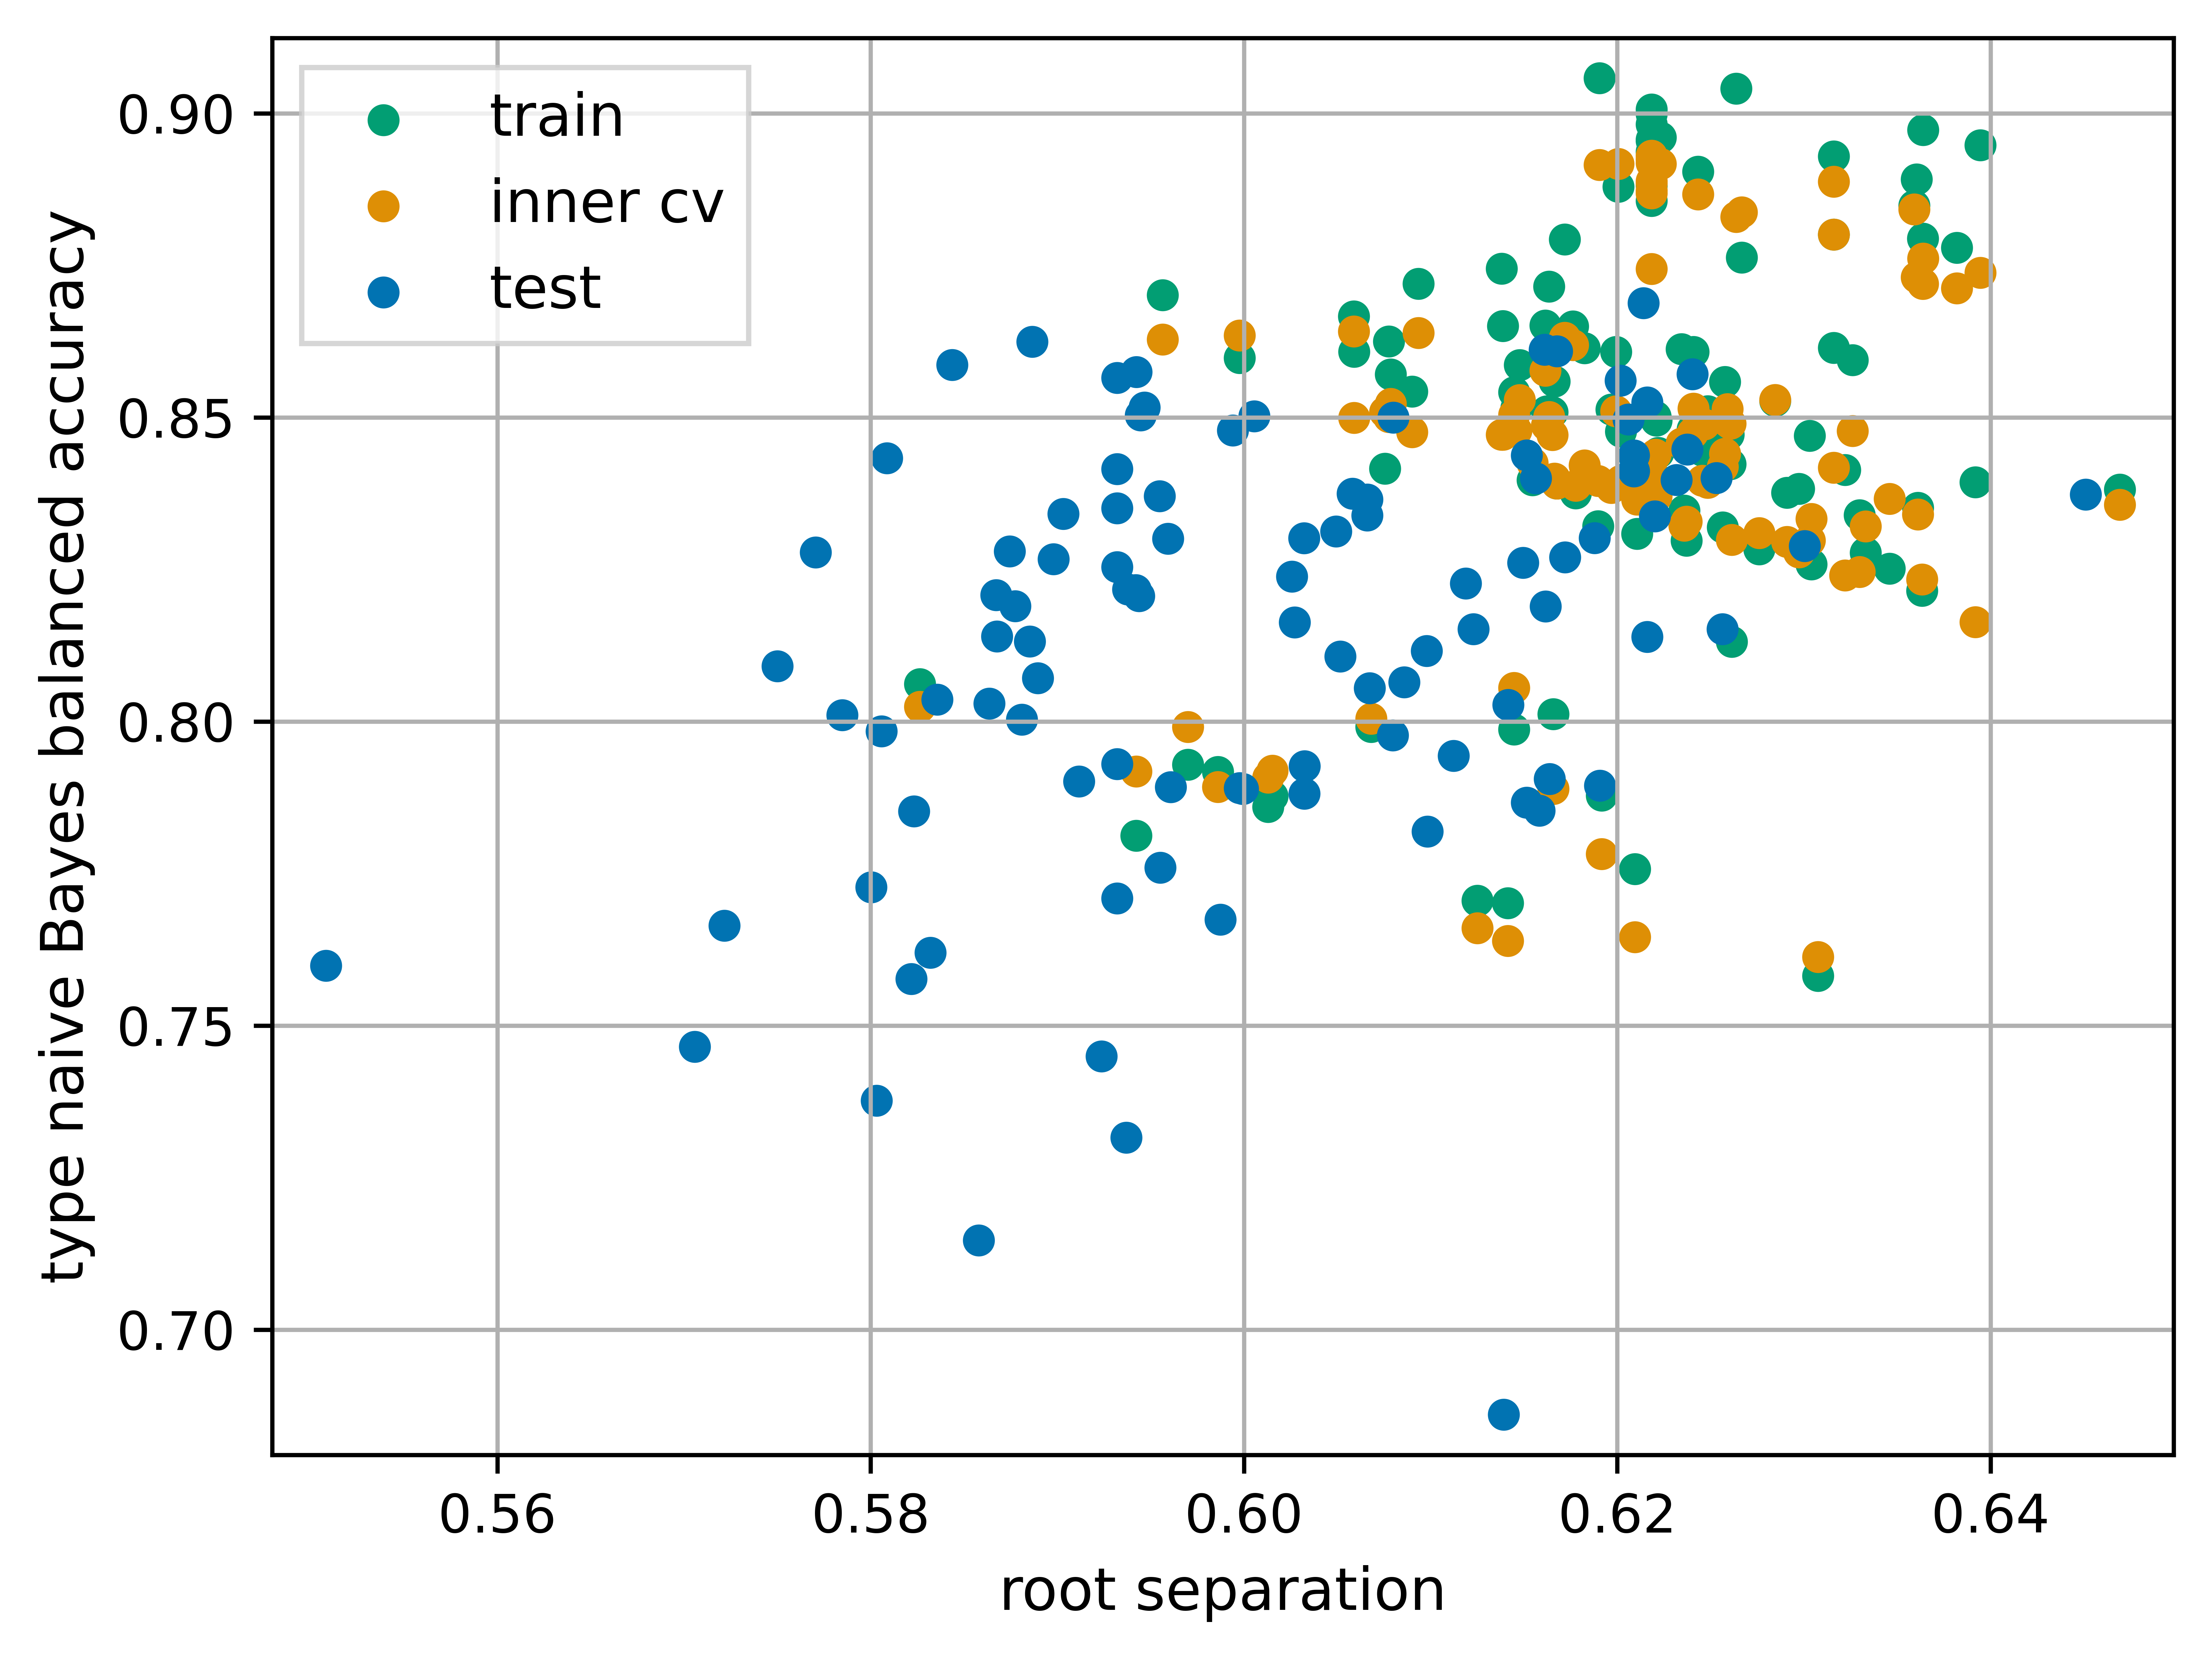 train
inner cv
test
type naive Bayes balanced accuracy
0.90
0.85
0.80
0.75
0.70
0.56 0.58 0.60 0.62 0.64
root separation